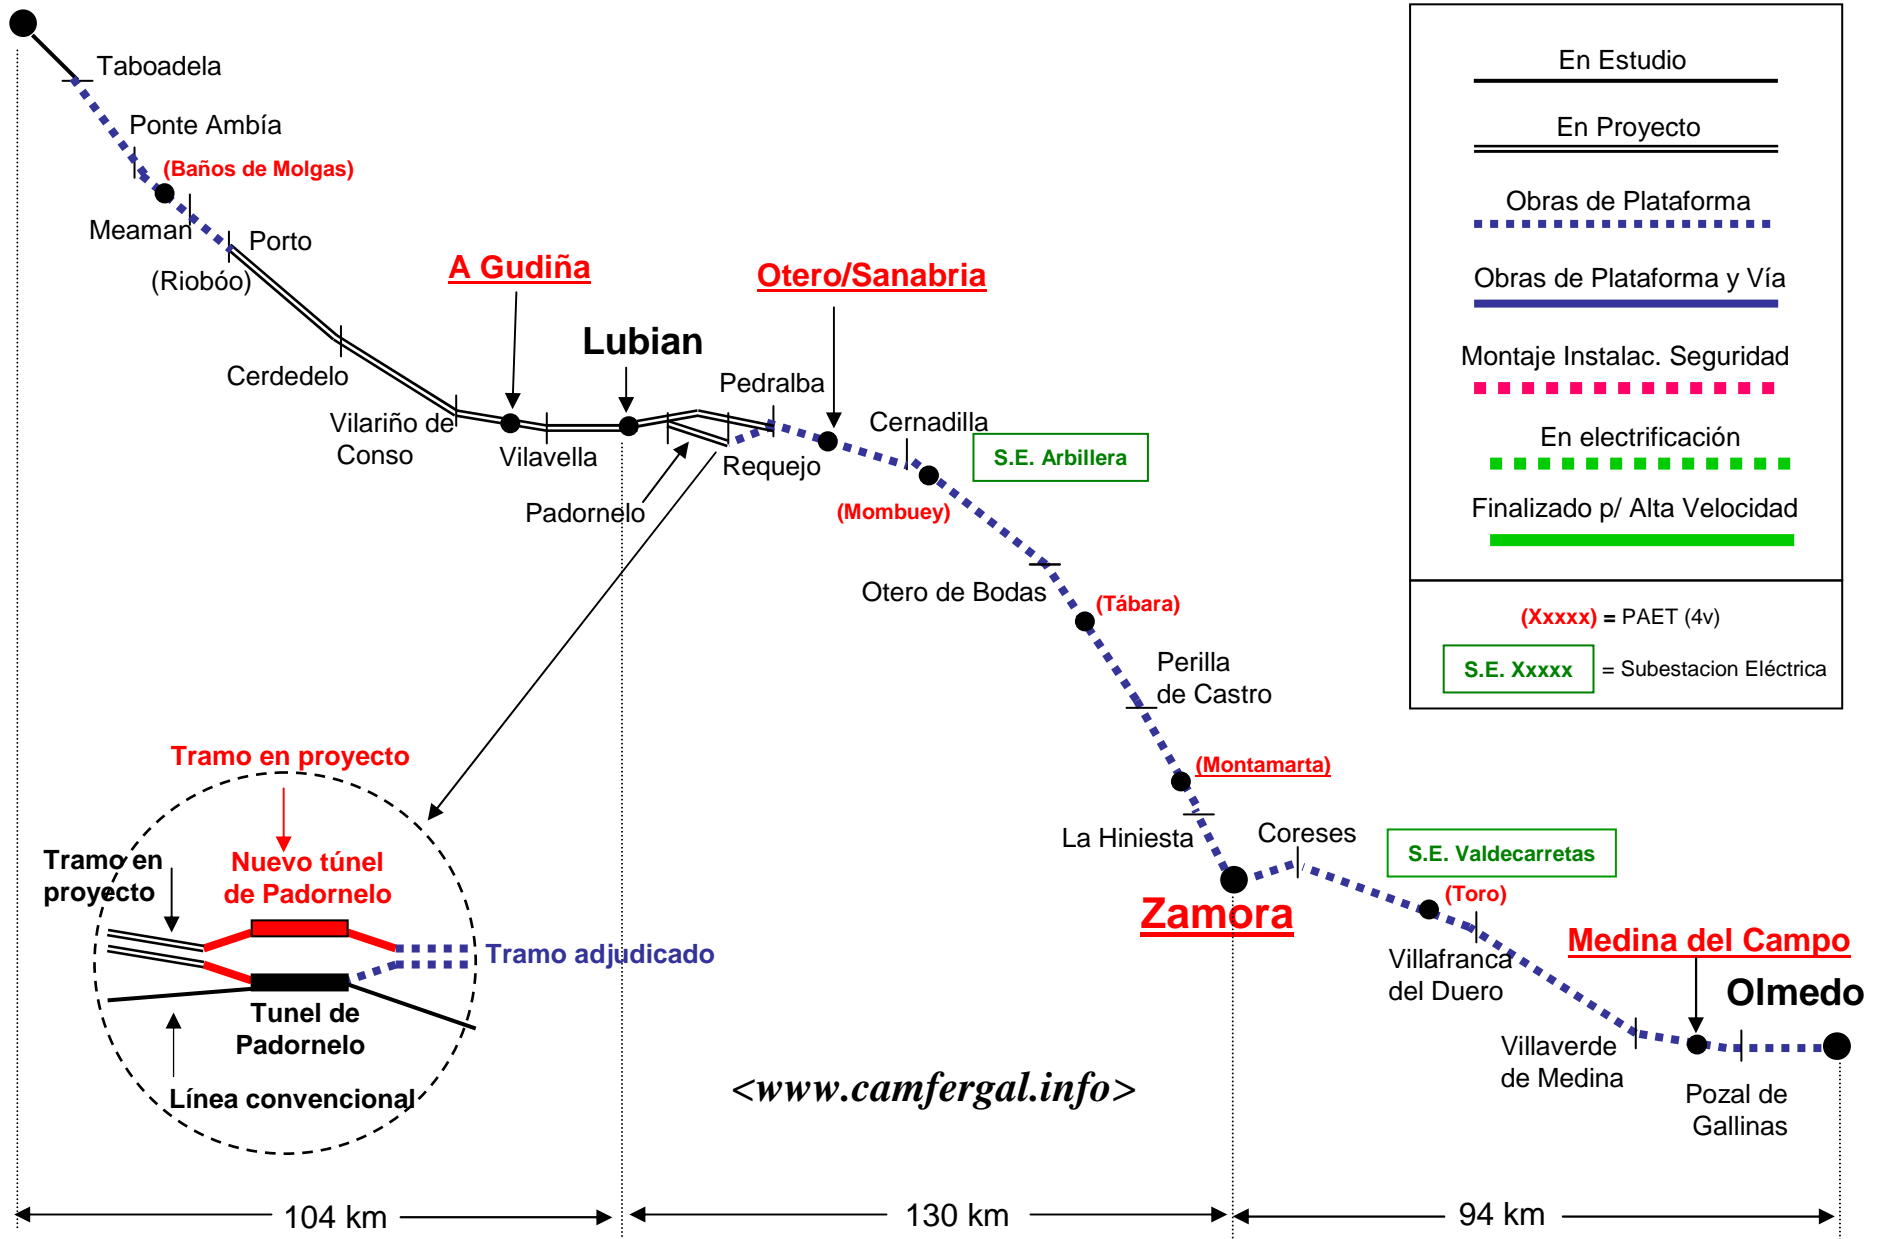 Taboadela
Ponte Ambía
(Baños de Molgas)
Meaman
Porto
(Riobóo)
Cerdedelo
A Gudiña
Vilariño de
Conso
Vilavella
Lubian
Padornelo
Pedralba
Requejo
Otero/Sanabria
Cernadilla
(Mombuey)
S.E. Arbillera
Otero de Bodas
(Tábara)
Perilla
de Castro
(Montamarta)
La Hiniesta
Zamora
Coreses
S.E. Valdecarretas
(Toro)
Villafranca
del Duero
Villaverde
de Medina
Medina del Campo
Pozal de
Gallinas
Olmedo
En Estudio
En Proyecto
Obras de Plataforma
Obras de Plataforma y Vía
Montaje Instalac. Seguridad
En electrificación
Finalizado p/ Alta Velocidad
(Xxxxx) = PAET (4v)
S.E. Xxxxx = Subestacion Eléctrica
Tramo en proyecto
Tramo en
proyecto
Nuevo túnel
de Padornelo
Tramo adjudicado
Tunel de
Padornelo
Línea convencional
<www.camfergal.info>
104 km
130 km
94 km